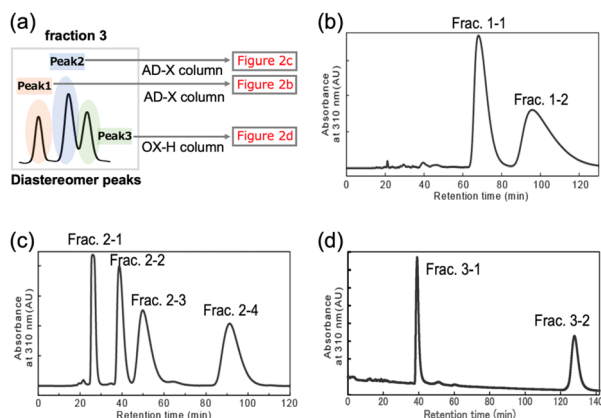 (a)
fraction 3
Peak2
AD-X column
Figure 2c
Peak1
AD-X column
Figure 2b
Peak3
OX-H column
Figure 2d
Diastereomer peaks
(b)
Frac. 1-1
Frac. 1-2
Absorbance
at 310 nm(AU)
0 20 40 60 80 100 120
Retention time (min)
(c)
Frac. 2-1
Frac. 2-2
Frac. 2-3
Frac. 2-4
Absorbance
at 310 nm(AU)
0 20 40 60 80 100 120
Retention time (min)
(d)
Frac. 3-1
Frac. 3-2
Absorbance
at 310 nm(AU)
0 20 40 60 80 100 120 140
Retention time (min)